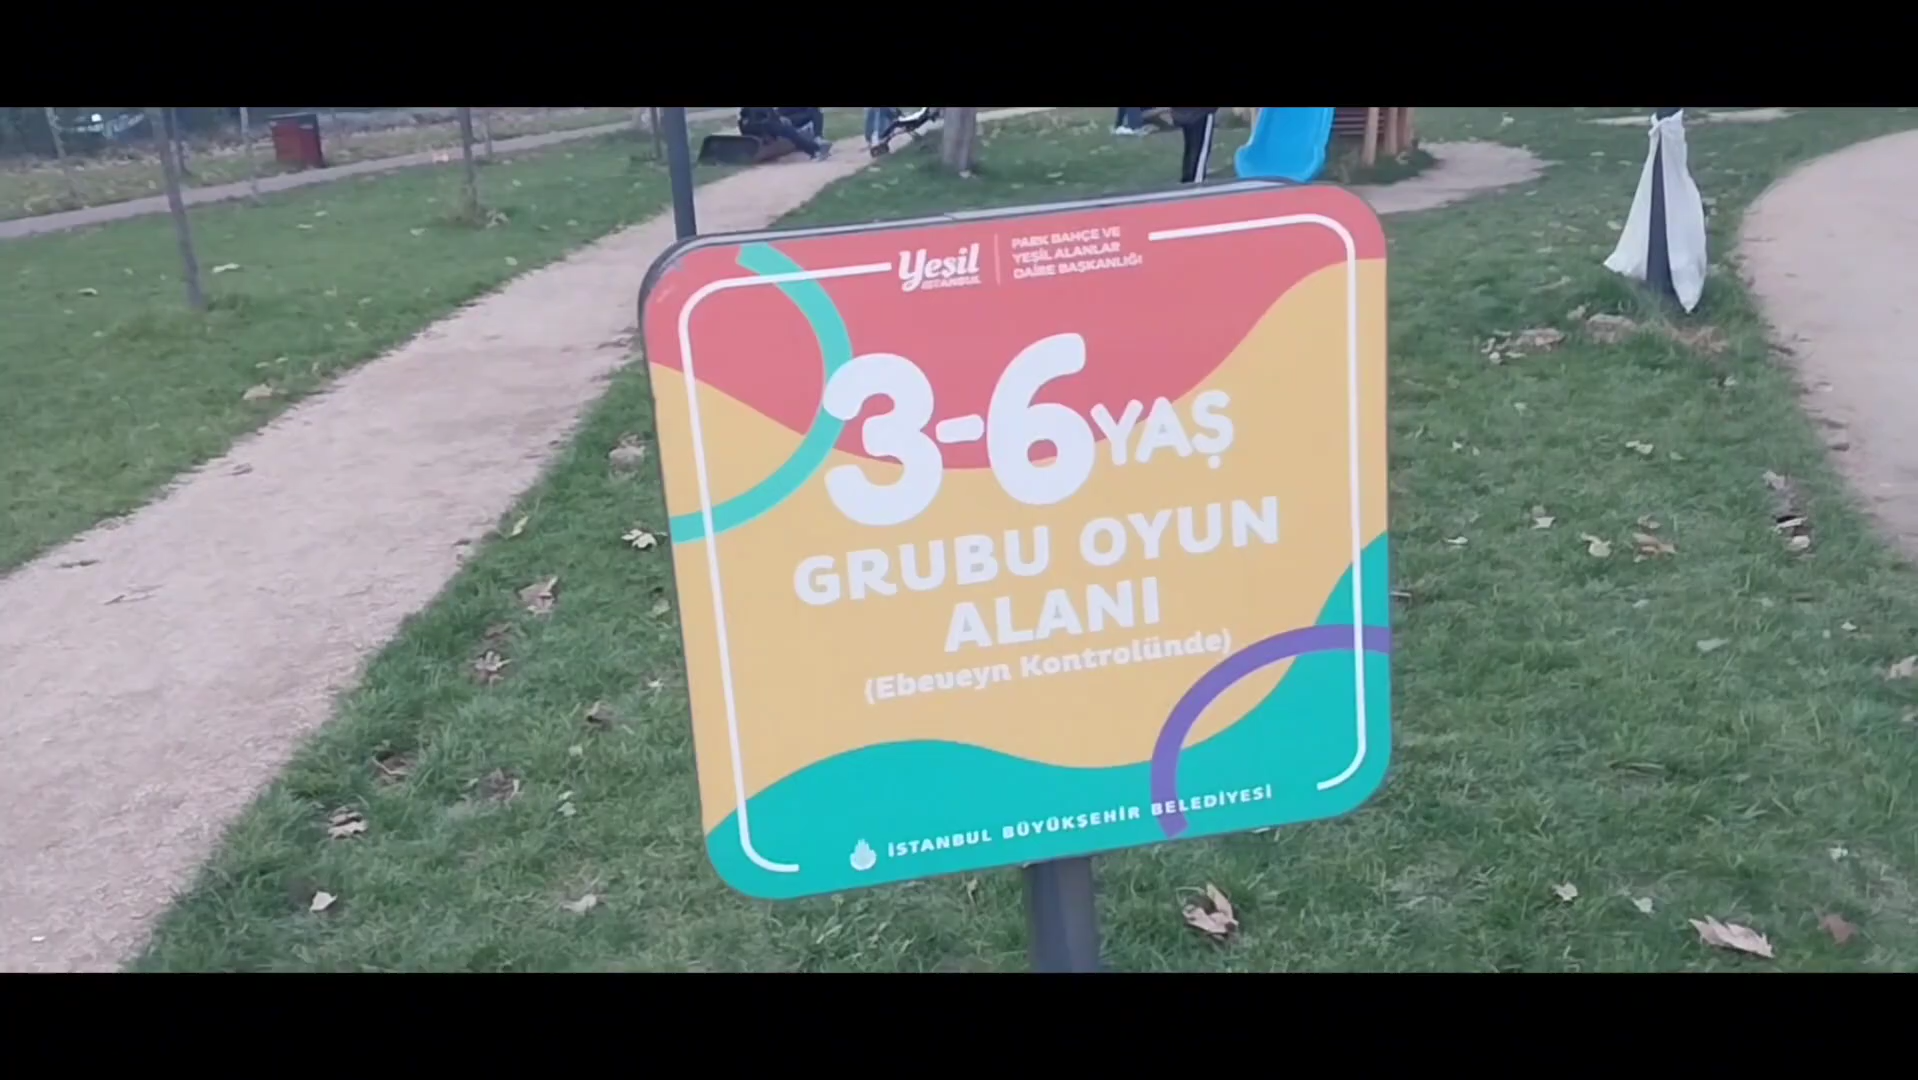 Yeşil
İSTANBUL
PARK BAHÇE VE
YEŞİL ALANLAR
DAİRE BAŞKANLIĞI
3-6 YAŞ
GRUBU OYUN
ALANI
(Ebeveyn Kontrolünde)
İSTANBUL BÜYÜKŞEHİR BELEDİYESİ